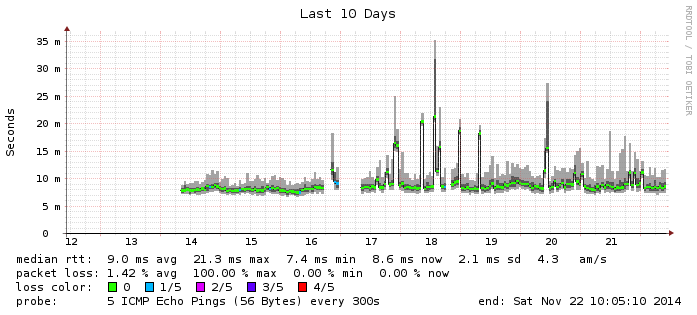 Last 10 Days
RRDTOOL / TOBI OETIKER
Seconds
35 m
30 m
25 m
20 m
15 m
10 m
5 m
0
12 13 14 15 16 17 18 19 20 21
median rtt: 9.0 ms avg 21.3 ms max 7.4 ms min 8.6 ms now 2.1 ms sd 4.3 am/s
packet loss: 1.42 % avg 100.00 % max 0.00 % min 0.00 % now
loss color: 0 1/5 2/5 3/5 4/5
probe: 5 ICMP Echo Pings (56 Bytes) every 300s end: Sat Nov 22 10:05:10 2014